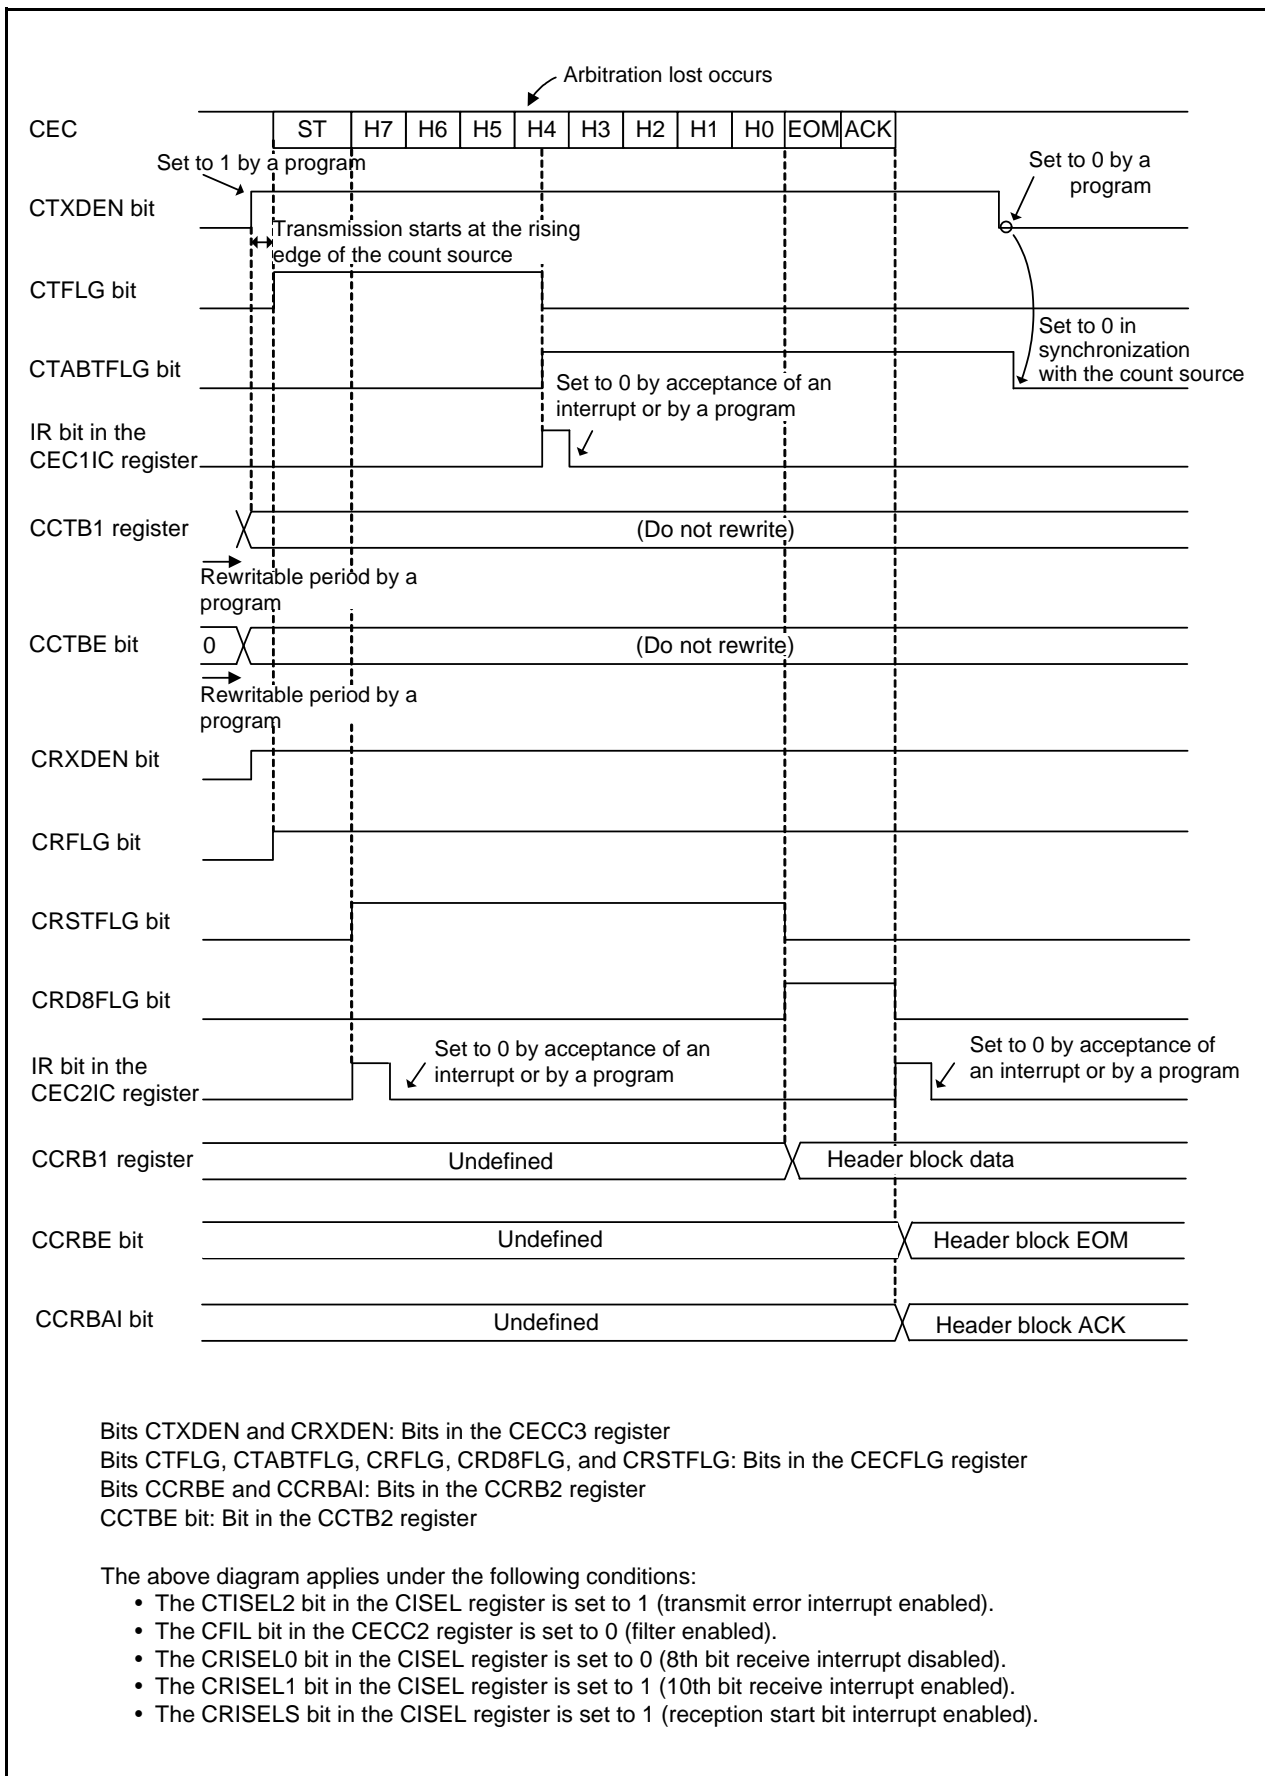 Arbitration lost occurs
CEC
ST H7 H6 H5 H4 H3 H2 H1 H0 EOM ACK
Set to 1 by a program
Set to 0 by a
program
CTXDEN bit
Transmission starts at the rising
edge of the count source
CTFLG bit
Set to 0 in
synchronization
with the count source
CTABTFLG bit
Set to 0 by acceptance of an
interrupt or by a program
IR bit in the
CEC1IC register
CCTB1 register
(Do not rewrite)
Rewritable period by a
program
CCTBE bit
0
(Do not rewrite)
Rewritable period by a
program
CRXDEN bit
CRFLG bit
CRSTFLG bit
CRD8FLG bit
IR bit in the
CEC2IC register
Set to 0 by acceptance of an
interrupt or by a program
Set to 0 by acceptance of
an interrupt or by a program
CCRB1 register
Undefined
Header block data
CCRBE bit
Undefined
Header block EOM
CCRBAI bit
Undefined
Header block ACK
Bits CTXDEN and CRXDEN: Bits in the CECC3 register
Bits CTFLG, CTABTFLG, CRFLG, CRD8FLG, and CRSTFLG: Bits in the CECFLG register
Bits CCRBE and CCRBAI: Bits in the CCRB2 register
CCTBE bit: Bit in the CCTB2 register
The above diagram applies under the following conditions:
• The CTISEL2 bit in the CISEL register is set to 1 (transmit error interrupt enabled).
• The CFIL bit in the CECC2 register is set to 0 (filter enabled).
• The CRISEL0 bit in the CISEL register is set to 0 (8th bit receive interrupt disabled).
• The CRISEL1 bit in the CISEL register is set to 1 (10th bit receive interrupt enabled).
• The CRISELS bit in the CISEL register is set to 1 (reception start bit interrupt enabled).